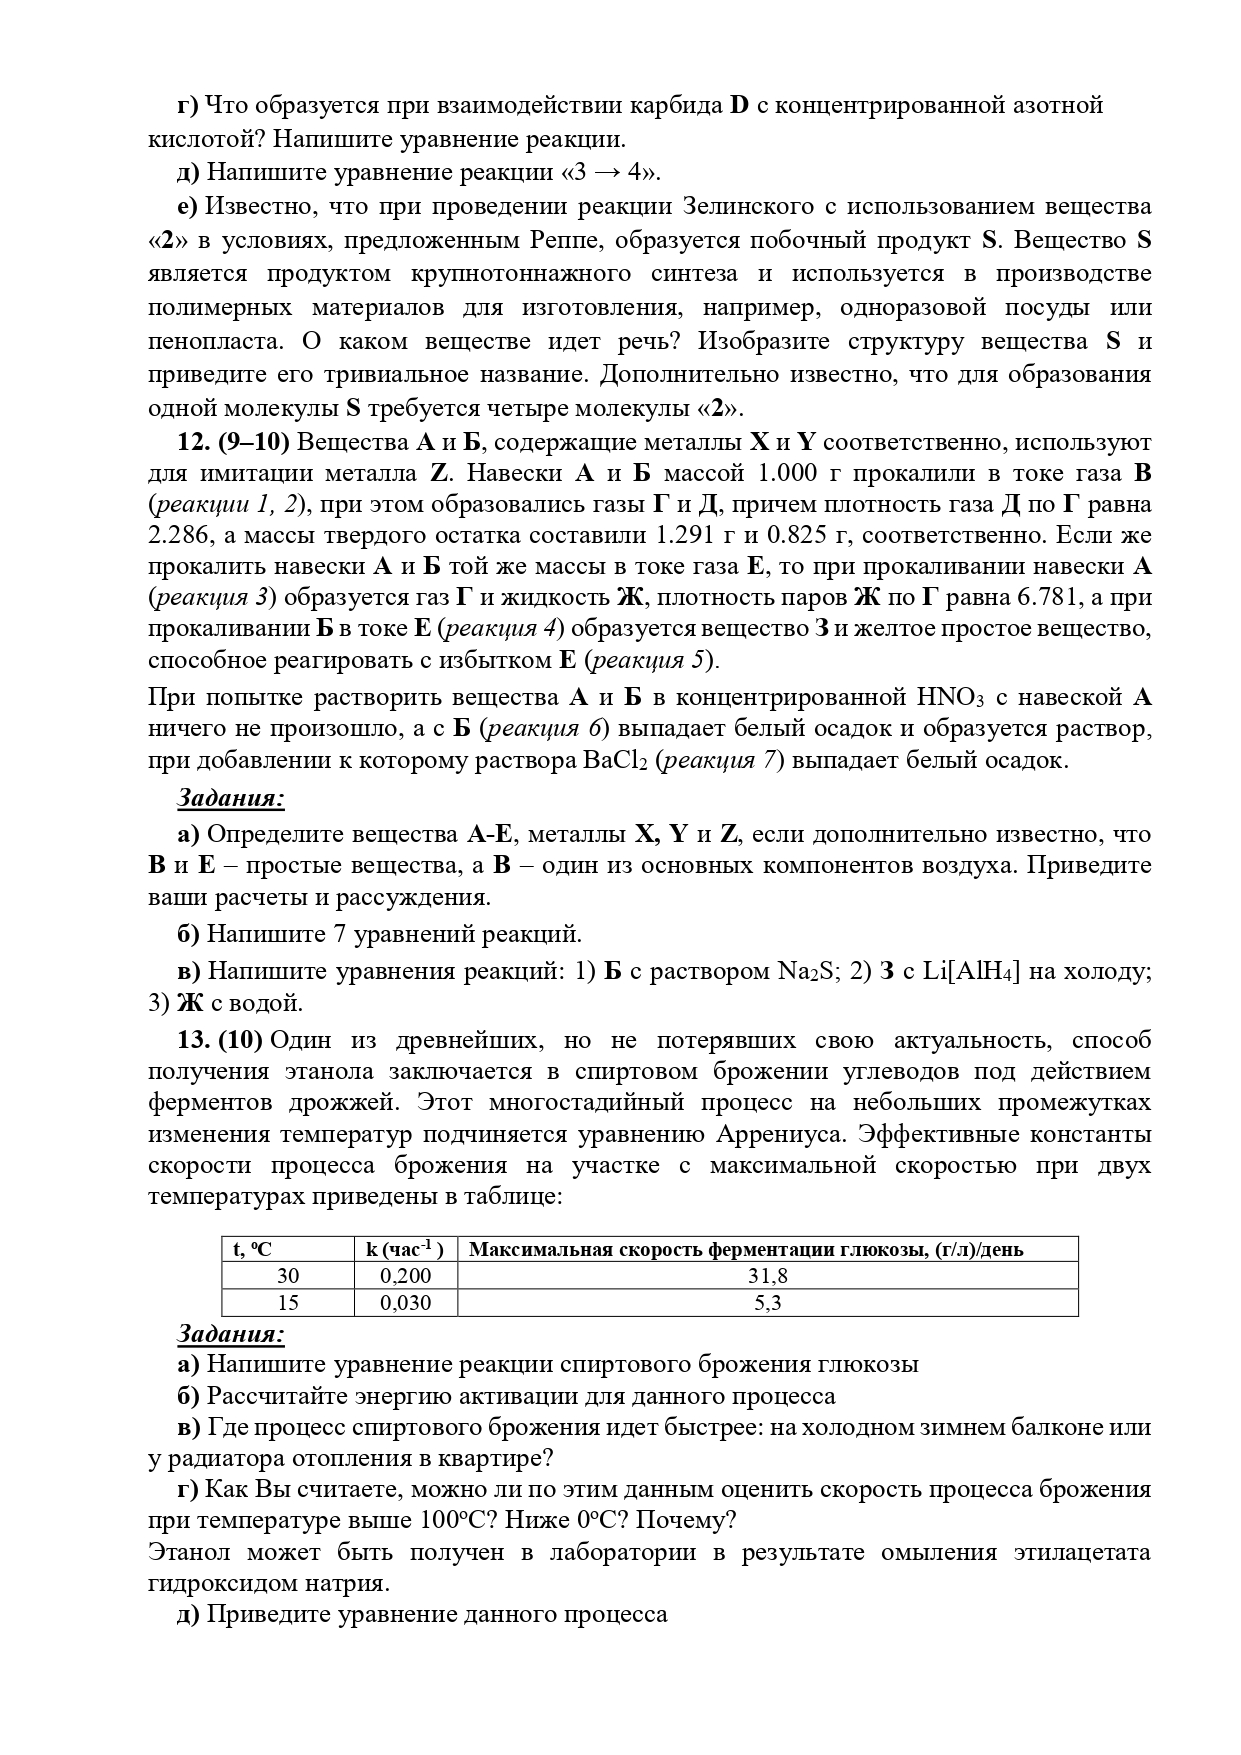 г) Что образуется при взаимодействии карбида D с концентрированной азотной
кислотой? Напишите уравнение реакции.
д) Напишите уравнение реакции «3 → 4».
е) Известно, что при проведении реакции Зелинского с использованием вещества
«2» в условиях, предложенным Реппе, образуется побочный продукт S. Вещество S
является продуктом крупнотоннажного синтеза и используется в производстве
полимерных материалов для изготовления, например, одноразовой посуды или
пенопласта. О каком веществе идет речь? Изобразите структуру вещества S и
приведите его тривиальное название. Дополнительно известно, что для образования
одной молекулы S требуется четыре молекулы «2».
12. (9–10) Вещества А и Б, содержащие металлы X и Y соответственно, используют
для имитации металла Z. Навески А и Б массой 1.000 г прокалили в токе газа В
(реакции 1, 2), при этом образовались газы Г и Д, причем плотность газа Д по Г равна
2.286, а массы твердого остатка составили 1.291 г и 0.825 г, соответственно. Если же
прокалить навески А и Б той же массы в токе газа Е, то при прокаливании навески А
(реакция 3) образуется газ Г и жидкость Ж, плотность паров Ж по Г равна 6.781, а при
прокаливании Б в токе Е (реакция 4) образуется вещество З и желтое простое вещество,
способное реагировать с избытком Е (реакция 5).
При попытке растворить вещества А и Б в концентрированной HNO₃ с навеской А
ничего не произошло, а с Б (реакция 6) выпадает белый осадок и образуется раствор,
при добавлении к которому раствора BaCl₂ (реакция 7) выпадает белый осадок.
Задания:
а) Определите вещества А-Е, металлы X, Y и Z, если дополнительно известно, что
В и Е – простые вещества, а В – один из основных компонентов воздуха. Приведите
ваши расчеты и рассуждения.
б) Напишите 7 уравнений реакций.
в) Напишите уравнения реакций: 1) Б с раствором Na₂S; 2) З с Li[AlH₄] на холоду;
3) Ж с водой.
13. (10) Один из древнейших, но не потерявших свою актуальность, способ
получения этанола заключается в спиртовом брожении углеводов под действием
ферментов дрожжей. Этот многостадийный процесс на небольших промежутках
изменения температур подчиняется уравнению Аррениуса. Эффективные константы
скорости процесса брожения на участке с максимальной скоростью при двух
температурах приведены в таблице:
t, ºC k (час⁻¹ ) Максимальная скорость ферментации глюкозы, (г/л)/день
30 0,200 31,8
15 0,030 5,3
Задания:
а) Напишите уравнение реакции спиртового брожения глюкозы
б) Рассчитайте энергию активации для данного процесса
в) Где процесс спиртового брожения идет быстрее: на холодном зимнем балконе или
у радиатора отопления в квартире?
г) Как Вы считаете, можно ли по этим данным оценить скорость процесса брожения
при температуре выше 100ºС? Ниже 0ºС? Почему?
Этанол может быть получен в лаборатории в результате омыления этилацетата
гидроксидом натрия.
д) Приведите уравнение данного процесса